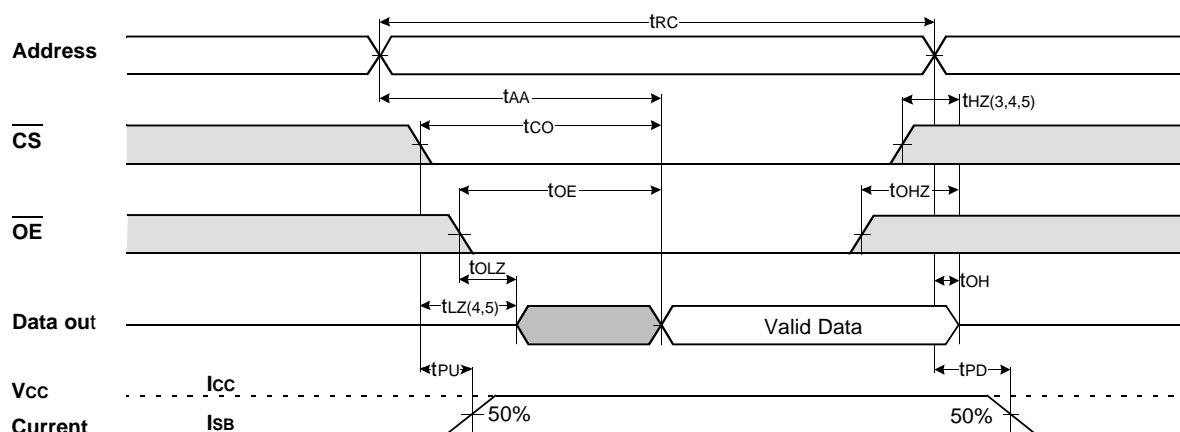 tRC
Address
tAA
tHZ(3,4,5)
tCO
CS
tOE
tOHZ
OE
tOLZ
tOH
tLZ(4,5)
Data out
Valid Data
tPU
tPD
VCC
ICC
50%
50%
Current
ISB